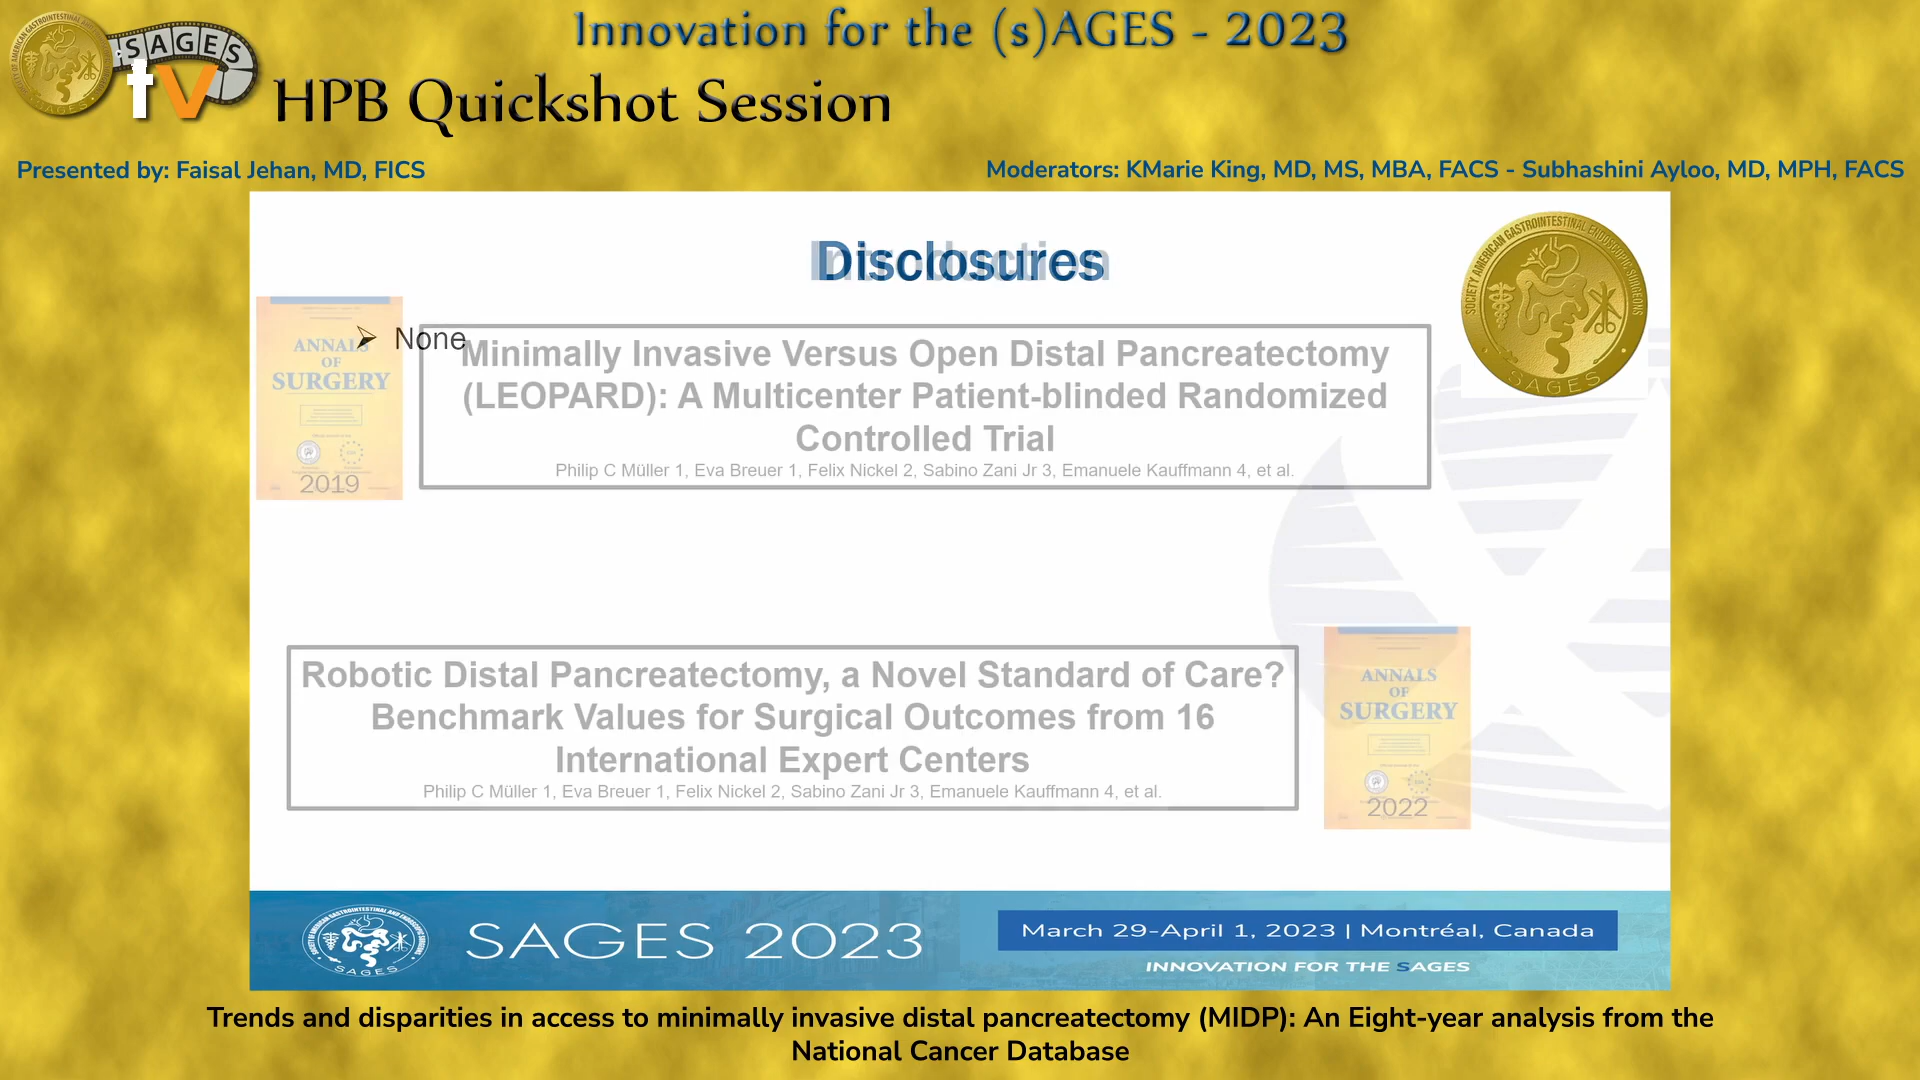 Innovation for the (s)AGES - 2023
SAGES
tv
HPB Quickshot Session
Presented by: Faisal Jehan, MD, FICS
Moderators: KMarie King, MD, MS, MBA, FACS - Subhashini Ayloo, MD, MPH, FACS
Disclosures
Introduction
SOCIETY AMERICAN GASTROINTESTINAL ENDOSCOPIC SURGEONS
SAGES
➢ None
ANNALS
OF
SURGERY
2019
Minimally Invasive Versus Open Distal Pancreatectomy
(LEOPARD): A Multicenter Patient-blinded Randomized
Controlled Trial
Philip C Müller 1, Eva Breuer 1, Felix Nickel 2, Sabino Zani Jr 3, Emanuele Kauffmann 4, et al.
Robotic Distal Pancreatectomy, a Novel Standard of Care?
Benchmark Values for Surgical Outcomes from 16
International Expert Centers
Philip C Müller 1, Eva Breuer 1, Felix Nickel 2, Sabino Zani Jr 3, Emanuele Kauffmann 4, et al.
ANNALS
OF
SURGERY
2022
SAGES
SAGES 2023
March 29-April 1, 2023 | Montréal, Canada
INNOVATION FOR THE SAGES
Trends and disparities in access to minimally invasive distal pancreatectomy (MIDP): An Eight-year analysis from the
National Cancer Database